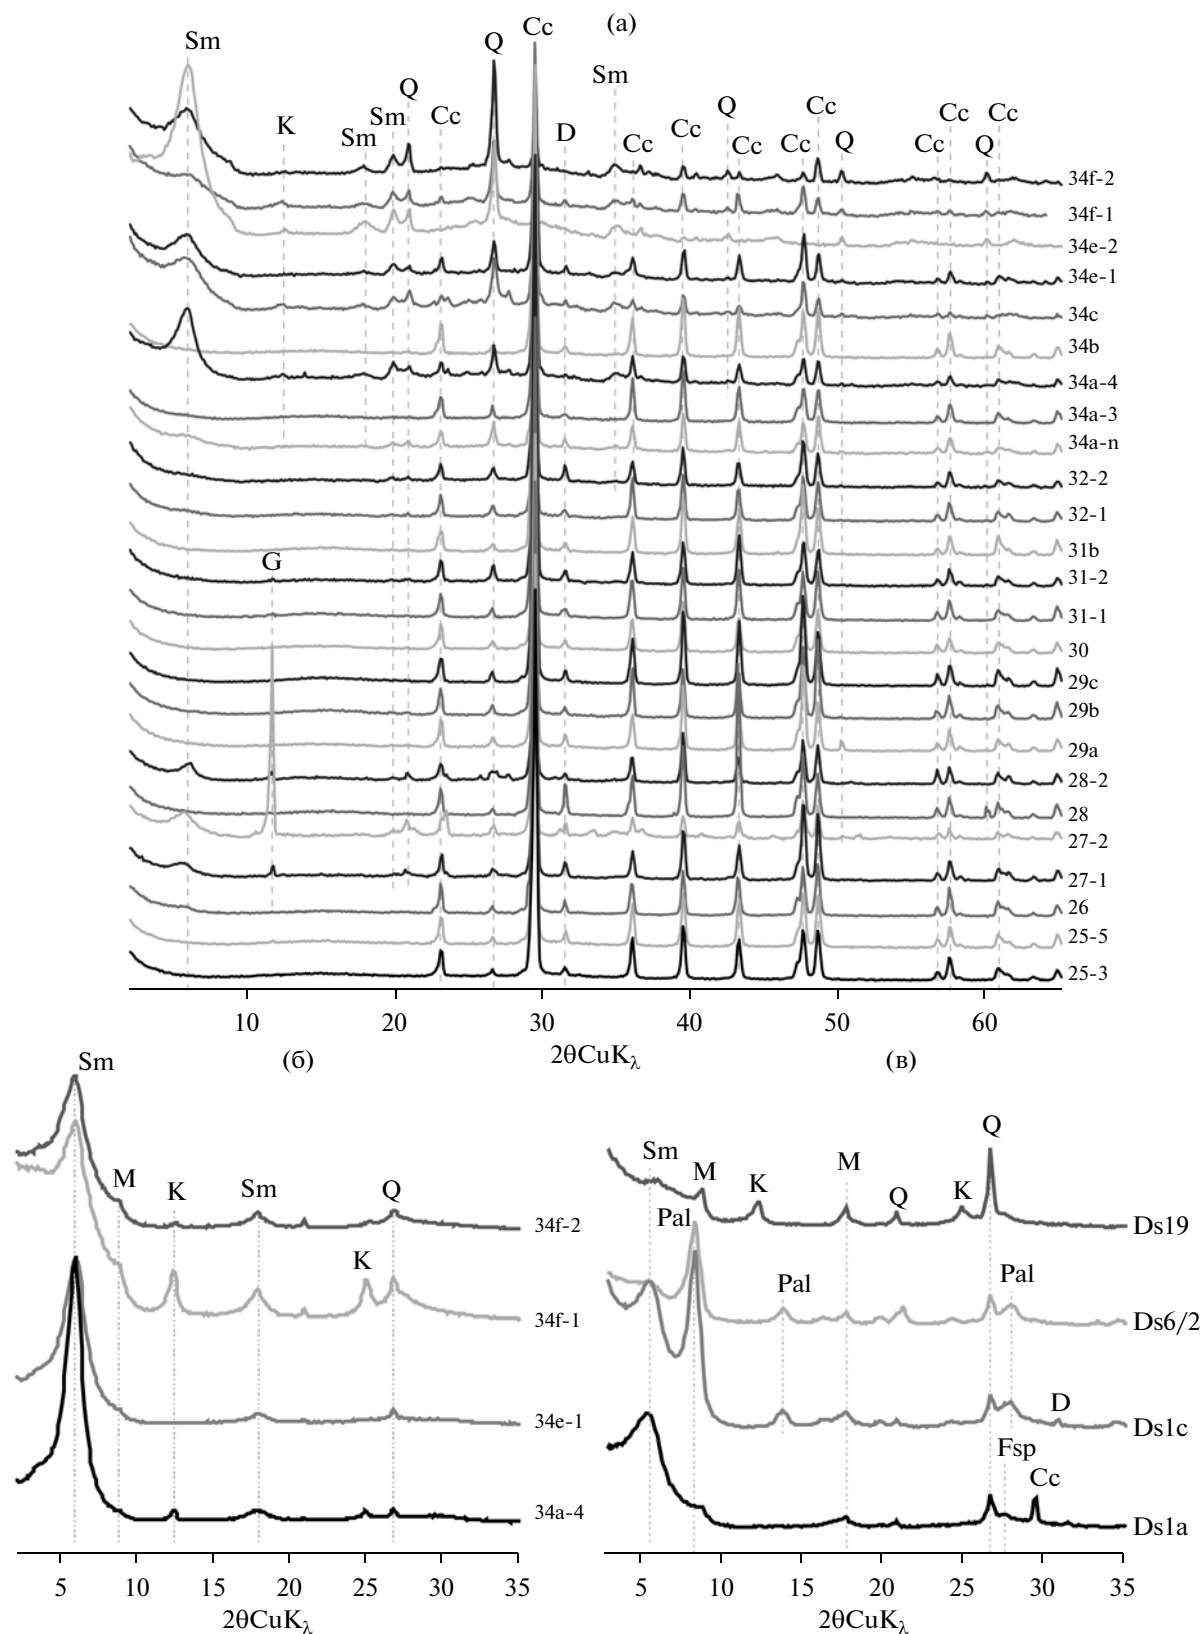 (а)
Sm K Sm Sm Q Cc Q Cc D Sm Cc Cc Q Cc Cc Cc Q Cc Cc Q Cc
G
34f-2
34f-1
34e-2
34e-1
34c
34b
34a-4
34a-3
34a-n
32-2
32-1
31b
31-2
31-1
30
29c
29b
29a
28-2
28
27-2
27-1
26
25-5
25-3
10 20 30 40 50 60
2θCuKλ
(б)
Sm M K Sm K Q
34f-2
34f-1
34e-1
34a-4
5 10 15 20 25 30 35
2θCuKλ
(в)
Sm M K M Q K Q
Ds19
Pal Pal Pal
Ds6/2
D
Ds1c
Fsp Cc
Ds1a
5 10 15 20 25 30 35
2θCuKλ